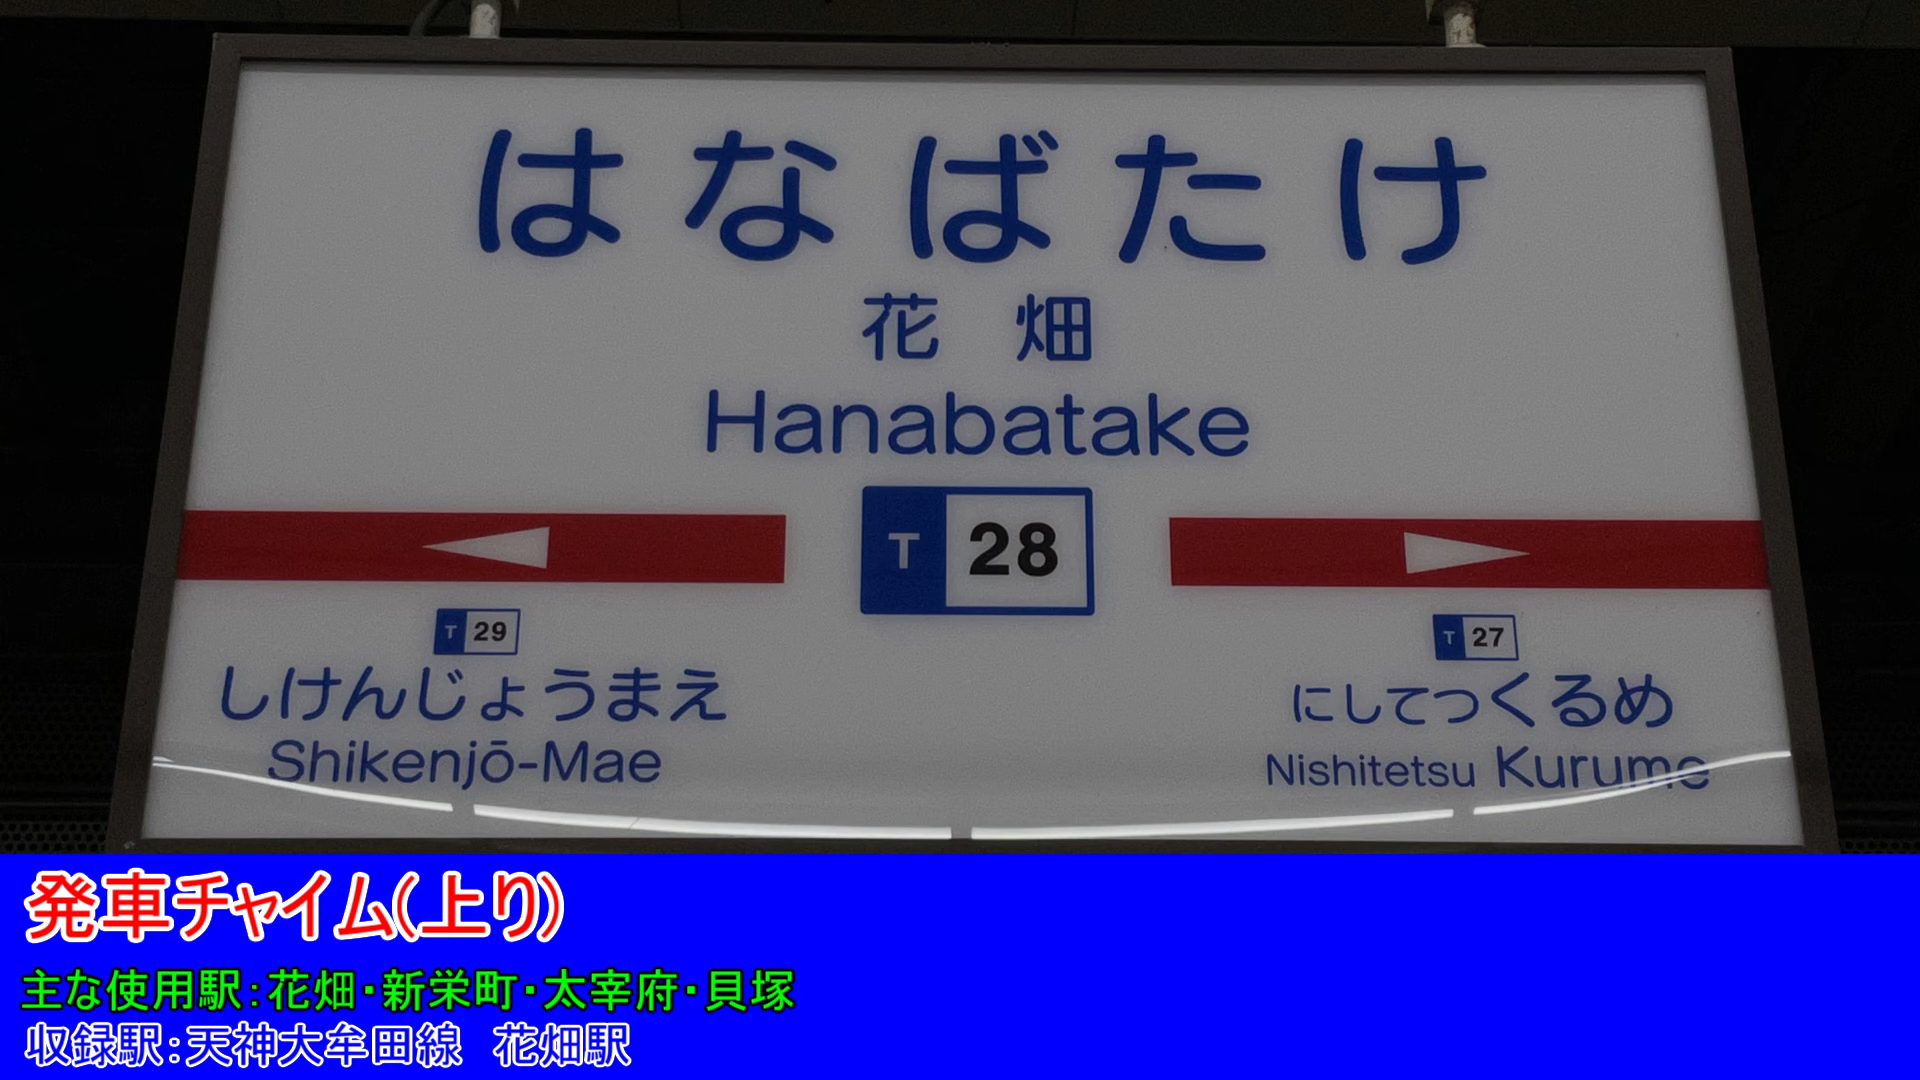 はなばたけ
花畑
Hanabatake
T 28
T 29
しけんじょうまえ
Shikenjō-Mae
T 27
にしてつくるめ
Nishitetsu Kurume
発車チャイム(上り)
主な使用駅:花畑・新栄町・太宰府・貝塚
収録駅:天神大牟田線　花畑駅